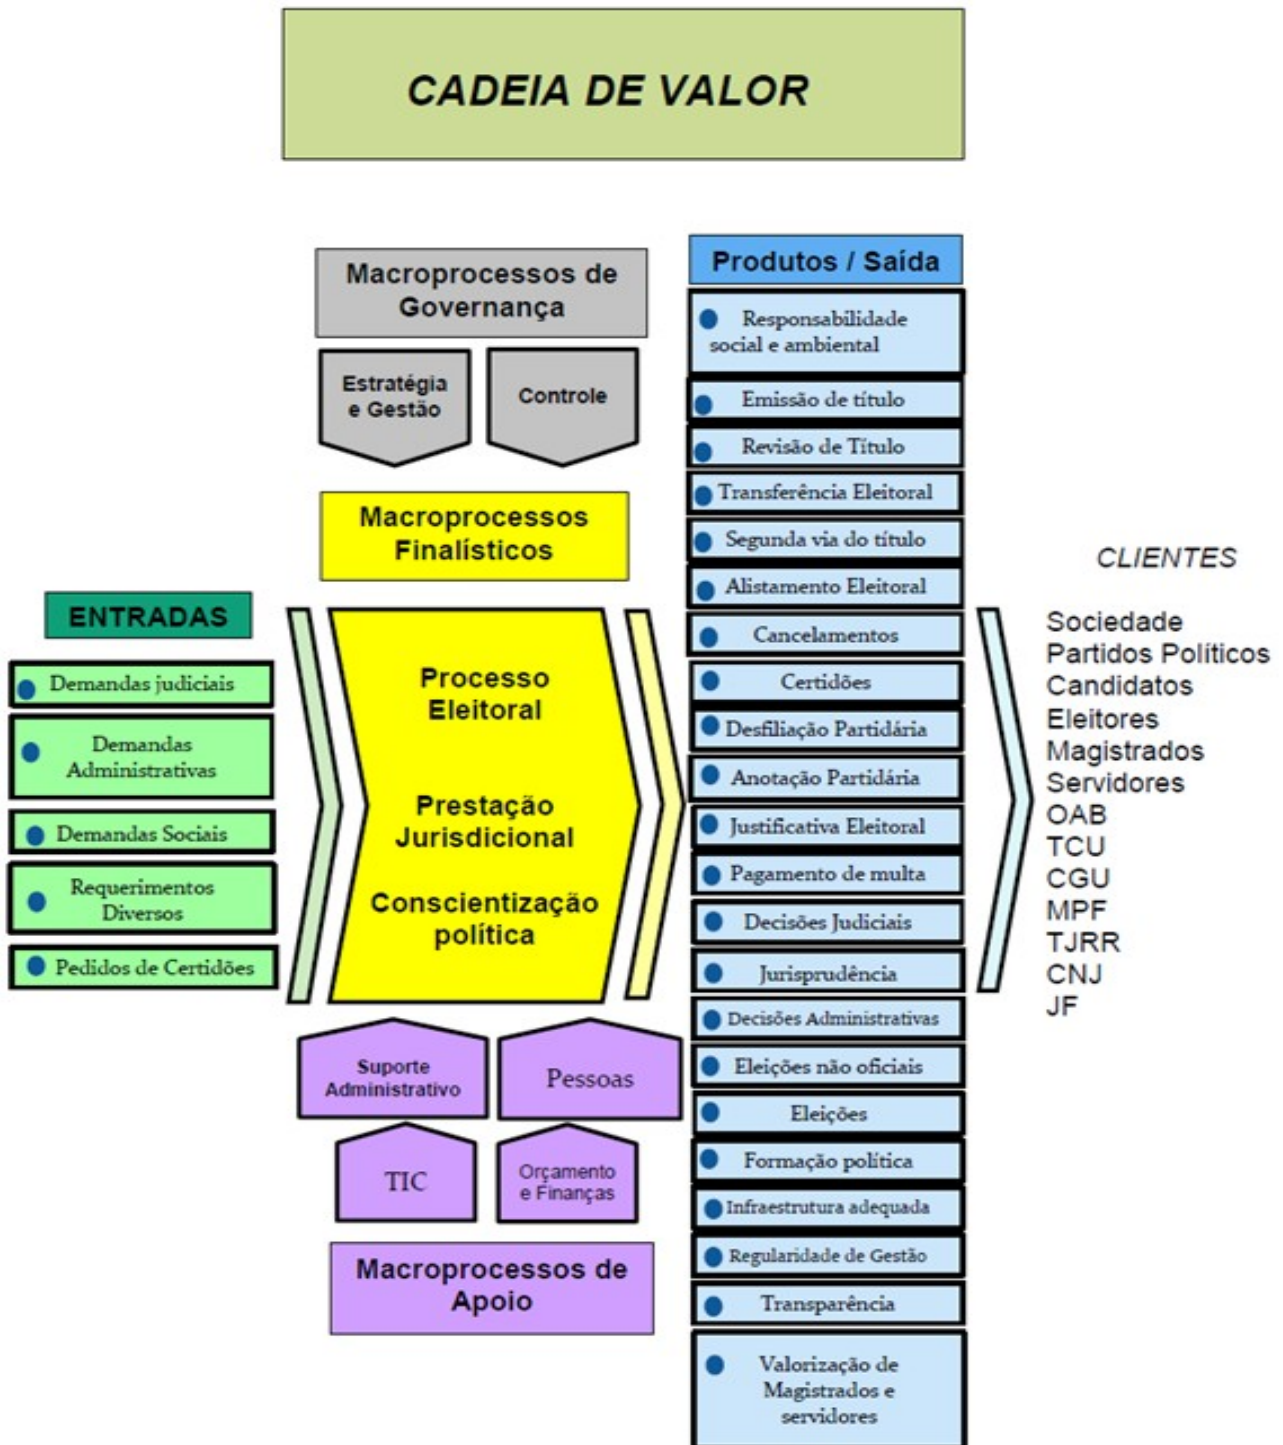 CADEIA DE VALOR
Macroprocessos de
Governança
Estratégia
e Gestão
Controle
Macroprocessos
Finalísticos
ENTRADAS
Demandas judiciais
Demandas
Administrativas
Demandas Sociais
Requerimentos
Diversos
Pedidos de Certidões
Processo
Eleitoral
Prestação
Jurisdicional
Conscientização
política
Suporte
Administrativo
Pessoas
TIC
Orçamento
e Finanças
Macroprocessos de
Apoio
Produtos / Saída
Responsabilidade
social e ambiental
Emissão de título
Revisão de Título
Transferência Eleitoral
Segunda via do título
Alistamento Eleitoral
Cancelamentos
Certidões
Desfiliação Partidária
Anotação Partidária
Justificativa Eleitoral
Pagamento de multa
Decisões Judiciais
Jurisprudência
Decisões Administrativas
Eleições não oficiais
Eleições
Formação política
Infraestrutura adequada
Regularidade de Gestão
Transparência
Valorização de
Magistrados e
servidores
CLIENTES
Sociedade
Partidos Políticos
Candidatos
Eleitores
Magistrados
Servidores
OAB
TCU
CGU
MPF
TJRR
CNJ
JF